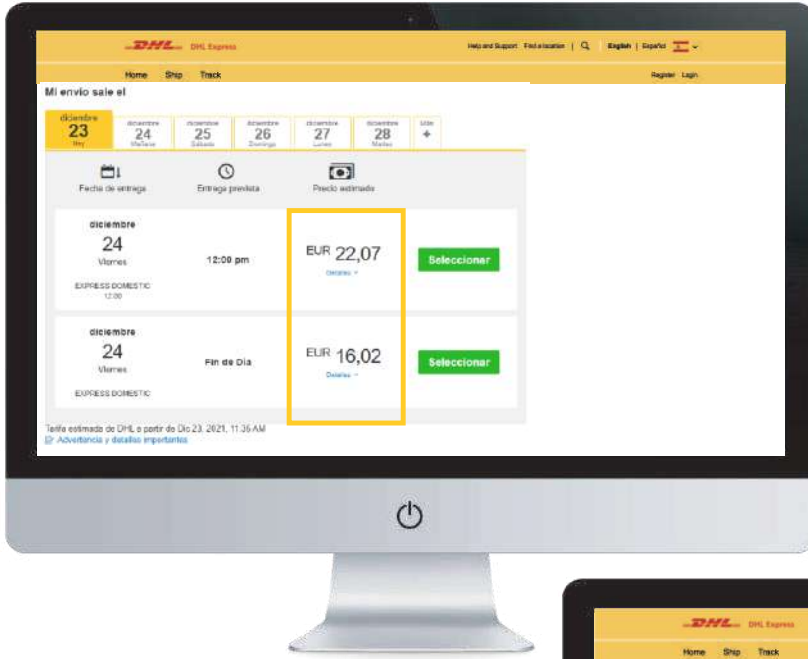 DHL DHL Express Help and Support Find a location | English | Español
Home Ship Track Register Login
Mi envío sale el
diciembre diciembre diciembre diciembre diciembre diciembre Más
23 24 25 26 27 28 +
Hoy Mañana Sábado Domingo Lunes Martes
Fecha de entrega Entrega prevista Precio estimado
diciembre
24
Viernes
12:00 pm
EUR 22,07
Detalles
Seleccionar
EXPRESS DOMESTIC
12:00
diciembre
24
Viernes
Fin de Día
EUR 16,02
Detalles
Seleccionar
EXPRESS DOMESTIC
Tarifa estimada de DHL a partir de Dic 23, 2021, 11:36 AM
Advertencia y detalles importantes
DHL DHL Express
Home Ship Track